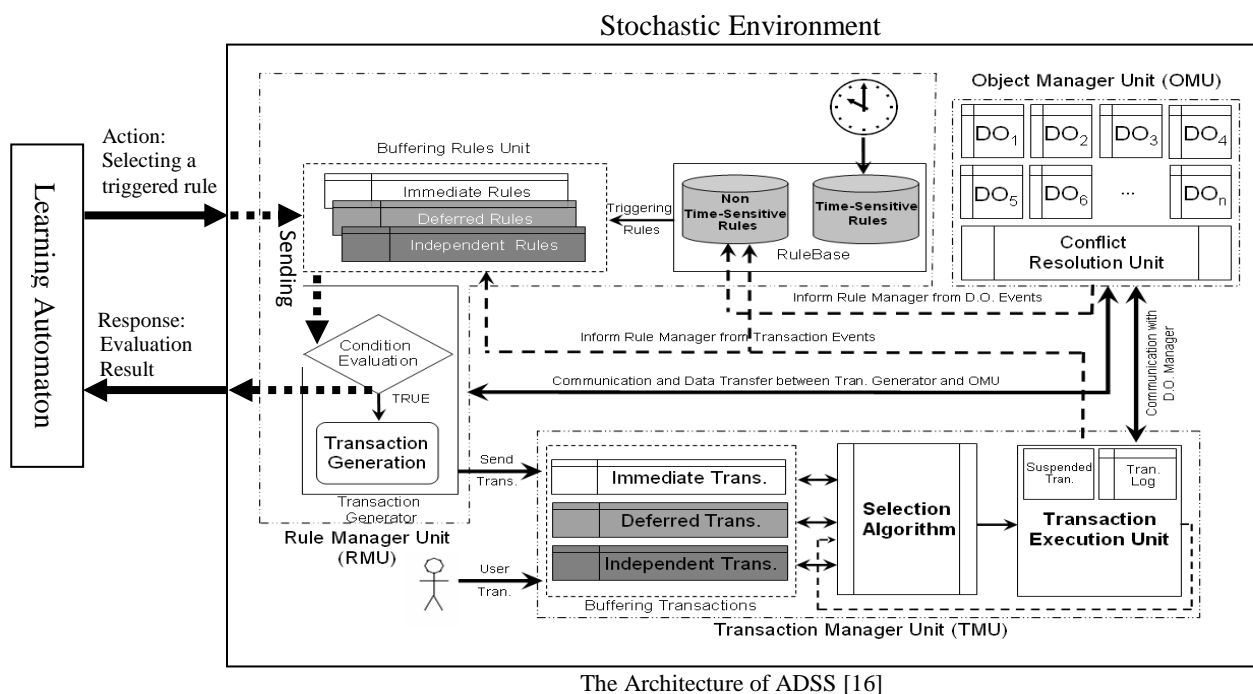 Stochastic Environment
Learning Automaton
Action:
Selecting a
triggered rule
Response:
Evaluation
Result
Sending
Buffering Rules Unit
Immediate Rules
Deferred Rules
Independent Rules
Triggering
Rules
Non
Time-Sensitive
Rules
Time-Sensitive
Rules
RuleBase
Object Manager Unit (OMU)
DO1
DO2
DO3
DO4
DO5
DO6
...
DOn
Conflict
Resolution Unit
Inform Rule Manager from D.O. Events
Inform Rule Manager from Transaction Events
Communication and Data Transfer between Tran. Generator and OMU
Communication with
D.O. Manager
Condition
Evaluation
TRUE
Transaction
Generation
Transaction
Generator
Rule Manager Unit
(RMU)
Send
Trans.
User
Tran.
Immediate Trans.
Deferred Trans.
Independent Trans.
Buffering Transactions
Selection
Algorithm
Suspended
Tran.
Tran.
Log
Transaction
Execution Unit
Transaction Manager Unit (TMU)
The Architecture of ADSS [16]